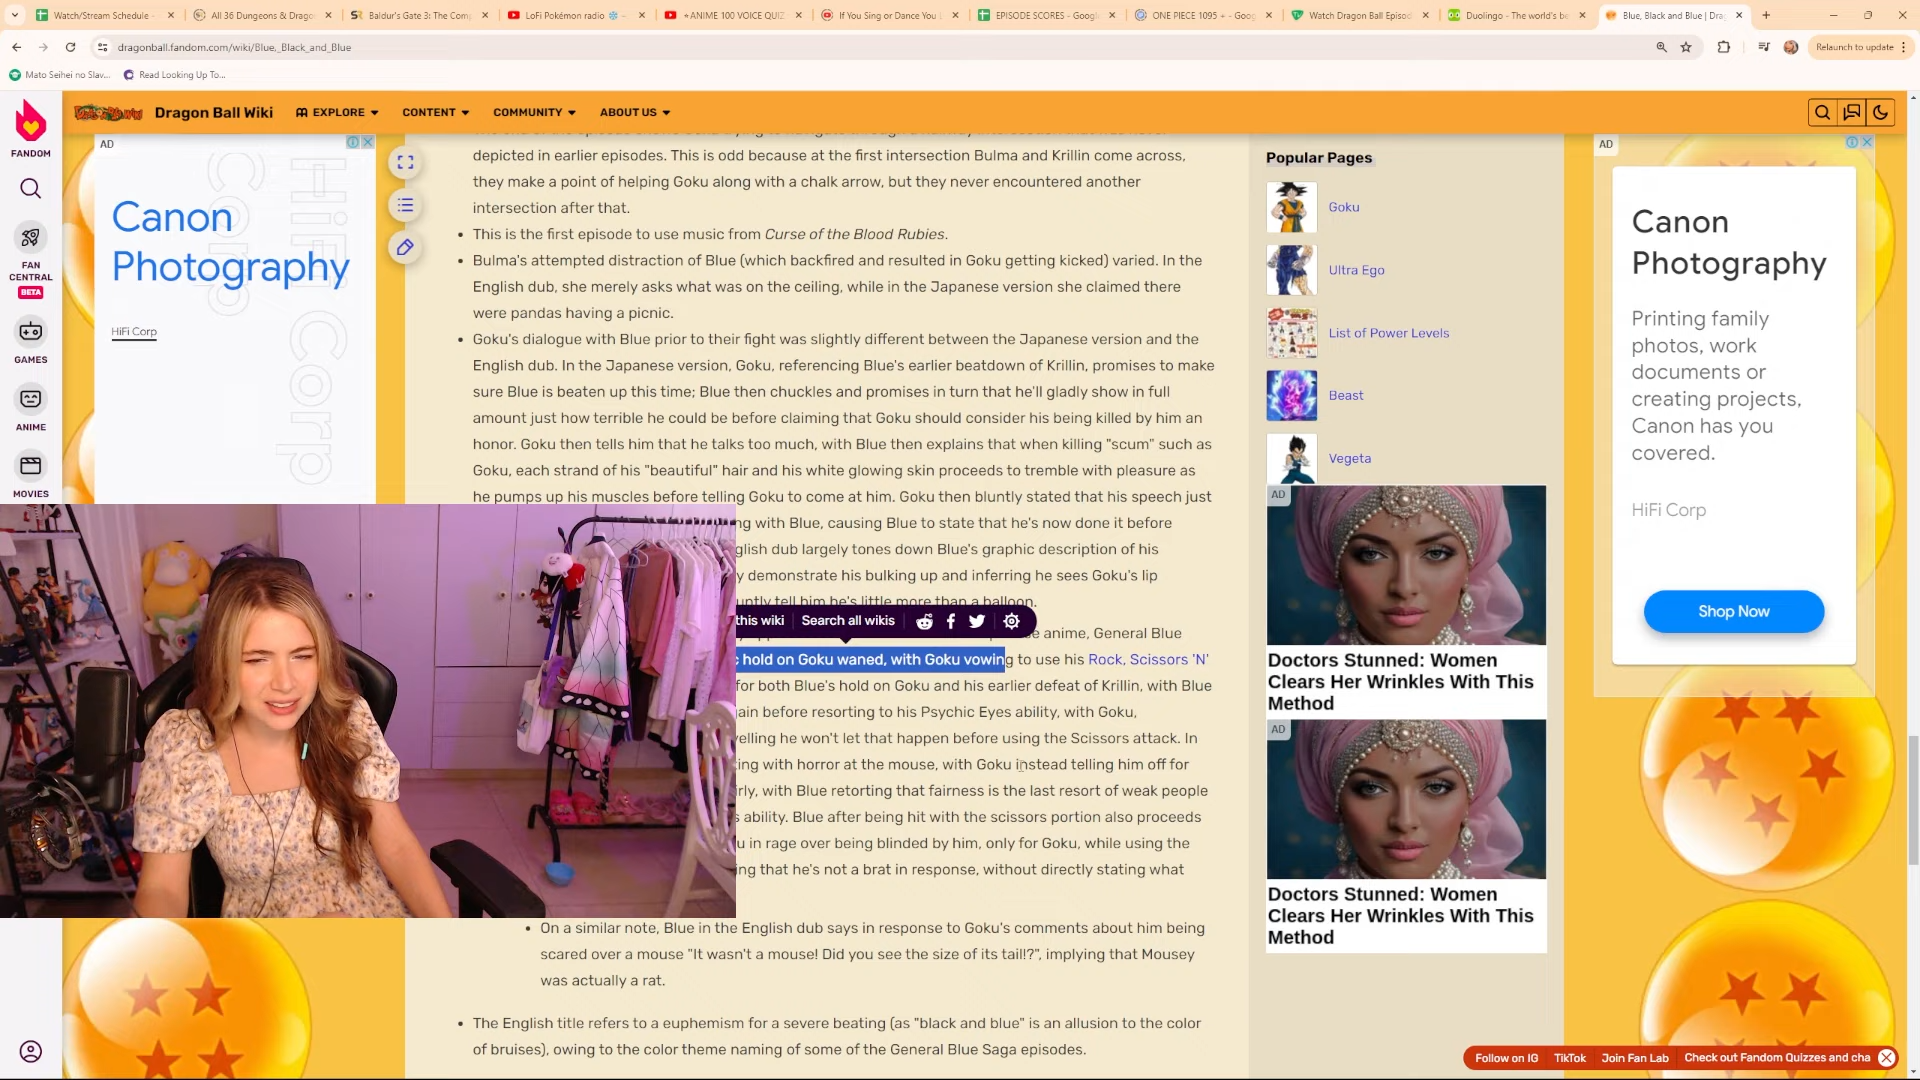 Watch/Stream Schedule -
All 36 Dungeons & Drago
Baldur's Gate 3: The Comp
LoFi Pokémon radio
ANIME 100 VOICE QUIZ
If You Sing or Dance You
EPISODE SCORES - Googl
ONE PIECE 1095 + - Goog
Watch Dragon Ball Episod
Duolingo - The world's be
Blue, Black and Blue | Dra
dragonball.fandom.com/wiki/Blue,_Black_and_Blue
Relaunch to update
Mato Seihei no Slav...
Read Looking Up To...
Dragon Ball Wiki
EXPLORE
CONTENT
COMMUNITY
ABOUT US
FANDOM
FAN
CENTRAL
BETA
GAMES
ANIME
MOVIES
AD
Canon
Photography
HiFi Corp
HiFi Corp
depicted in earlier episodes. This is odd because at the first intersection Bulma and Krillin come across,
they make a point of helping Goku along with a chalk arrow, but they never encountered another
intersection after that.
• This is the first episode to use music from Curse of the Blood Rubies.
• Bulma's attempted distraction of Blue (which backfired and resulted in Goku getting kicked) varied. In the
English dub, she merely asks what was on the ceiling, while in the Japanese version she claimed there
were pandas having a picnic.
• Goku's dialogue with Blue prior to their fight was slightly different between the Japanese version and the
English dub. In the Japanese version, Goku, referencing Blue's earlier beatdown of Krillin, promises to make
sure Blue is beaten up this time; Blue then chuckles and promises in turn that he'll gladly show in full
amount just how terrible he could be before claiming that Goku should consider his being killed by him an
honor. Goku then tells him that he talks too much, with Blue then explains that when killing "scum" such as
Goku, each strand of his "beautiful" hair and his white glowing skin proceeds to tremble with pleasure as
he pumps up his muscles before telling Goku to come at him. Goku then bluntly stated that his speech just
ng with Blue, causing Blue to state that he's now done it before
glish dub largely tones down Blue's graphic description of his
y demonstrate his bulking up and inferring he sees Goku's lip
untly tell him he's little more than a balloon.
this wiki
Search all wikis
e anime, General Blue
c hold on Goku waned, with Goku vowing to use his Rock, Scissors 'N'
for both Blue's hold on Goku and his earlier defeat of Krillin, with Blue
ain before resorting to his Psychic Eyes ability, with Goku,
velling he won't let that happen before using the Scissors attack. In
ing with horror at the mouse, with Goku instead telling him off for
irly, with Blue retorting that fairness is the last resort of weak people
s ability. Blue after being hit with the scissors portion also proceeds
u in rage over being blinded by him, only for Goku, while using the
ing that he's not a brat in response, without directly stating what
• On a similar note, Blue in the English dub says in response to Goku's comments about him being
scared over a mouse "It wasn't a mouse! Did you see the size of its tail!?", implying that Mousey
was actually a rat.
• The English title refers to a euphemism for a severe beating (as "black and blue" is an allusion to the color
of bruises), owing to the color theme naming of some of the General Blue Saga episodes.
Popular Pages
Goku
Ultra Ego
List of Power Levels
Beast
Vegeta
AD
Doctors Stunned: Women
Clears Her Wrinkles With This
Method
AD
Doctors Stunned: Women
Clears Her Wrinkles With This
Method
AD
Canon
Photography
Printing family
photos, work
documents or
creating projects,
Canon has you
covered.
HiFi Corp
Shop Now
Follow on IG
TikTok
Join Fan Lab
Check out Fandom Quizzes and cha